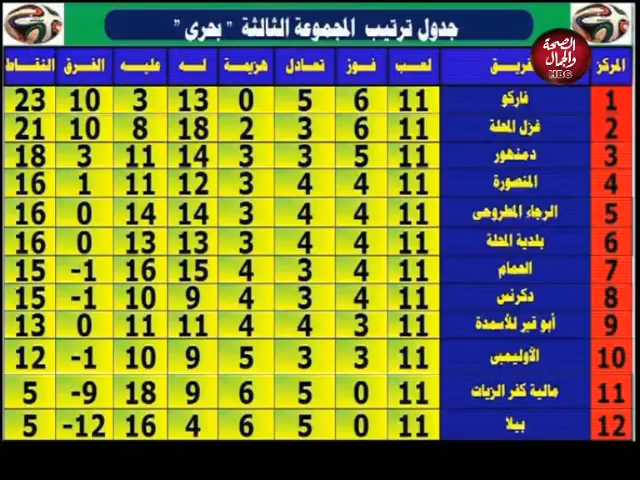 جدول ترتيب المجموعة الثالثة " بحرى "
الصحة والجمال
HBC
المركز فريق لعب فوز تعادل هزيمة له عليه الفرق النقاط
1 فاركو 11 6 5 0 13 3 10 23
2 غزل المحلة 11 6 3 2 18 8 10 21
3 دمنهور 11 5 3 3 14 11 3 18
4 المنصورة 11 4 4 3 12 11 1 16
5 الرجاء المطروحى 11 4 4 3 14 14 0 16
6 بلدية المحلة 11 4 4 3 13 13 0 16
7 الحمام 11 4 3 4 15 16 -1 15
8 دكرنس 11 4 3 4 9 10 -1 15
9 أبو قير للأسمدة 11 3 4 4 11 11 0 13
10 الأوليمبى 11 3 3 5 9 10 -1 12
11 مالية كفر الزيات 11 0 5 6 9 18 -9 5
12 بيلا 11 0 5 6 4 16 -12 5